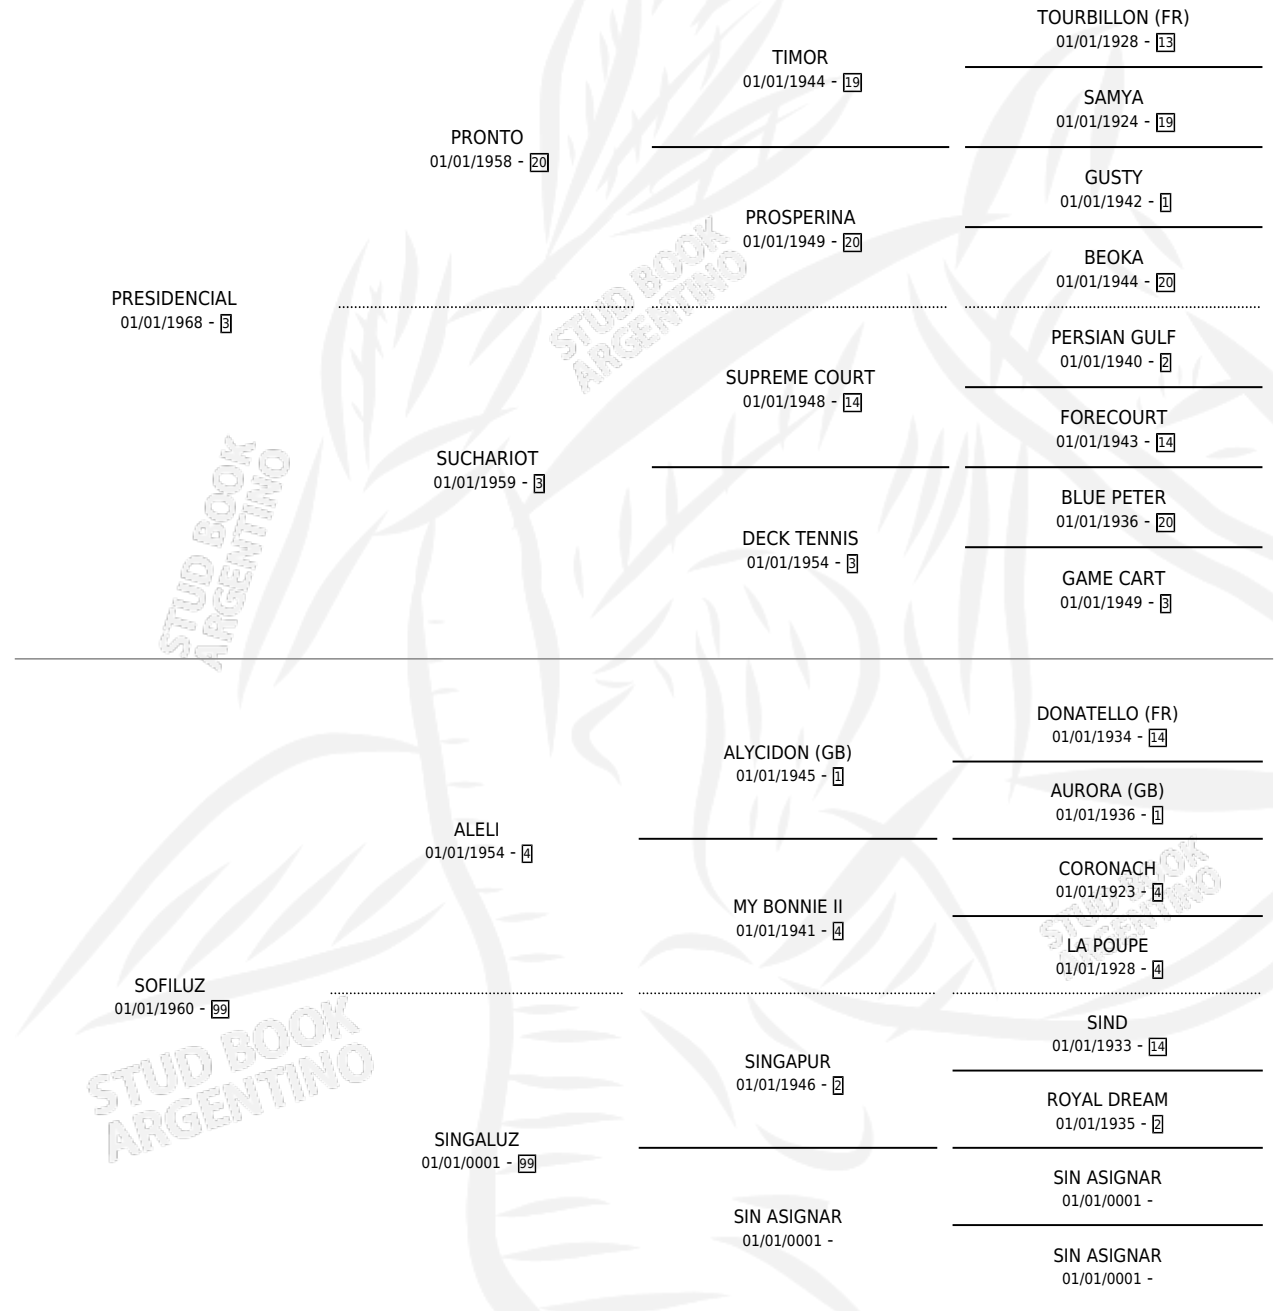 TOURBILLON (FR)
01/01/1928 - 13
TIMOR
01/01/1944 - 19
SAMYA
01/01/1924 - 19
PRONTO
01/01/1958 - 20
GUSTY
01/01/1942 - 1
PROSPERINA
01/01/1949 - 20
BEOKA
01/01/1944 - 20
PRESIDENCIAL
01/01/1968 - 3
PERSIAN GULF
01/01/1940 - 2
SUPREME COURT
01/01/1948 - 14
FORECOURT
01/01/1943 - 14
SUCHARIOT
01/01/1959 - 3
BLUE PETER
01/01/1936 - 20
DECK TENNIS
01/01/1954 - 3
GAME CART
01/01/1949 - 3
STUD BOOK
ARGENTINO
STUD BOOK
ARGENTINO
DONATELLO (FR)
01/01/1934 - 14
ALYCIDON (GB)
01/01/1945 - 1
AURORA (GB)
01/01/1936 - 1
ALELI
01/01/1954 - 4
CORONACH
01/01/1923 - 4
MY BONNIE II
01/01/1941 - 4
LA POUPE
01/01/1928 - 4
SOFILUZ
01/01/1960 - 99
SIND
01/01/1933 - 14
SINGAPUR
01/01/1946 - 2
ROYAL DREAM
01/01/1935 - 2
SINGALUZ
01/01/0001 - 99
SIN ASIGNAR
01/01/0001 -
SIN ASIGNAR
01/01/0001 -
SIN ASIGNAR
01/01/0001 -
STUD BOOK
ARGENTINO
STUD BOOK
ARGENTINO